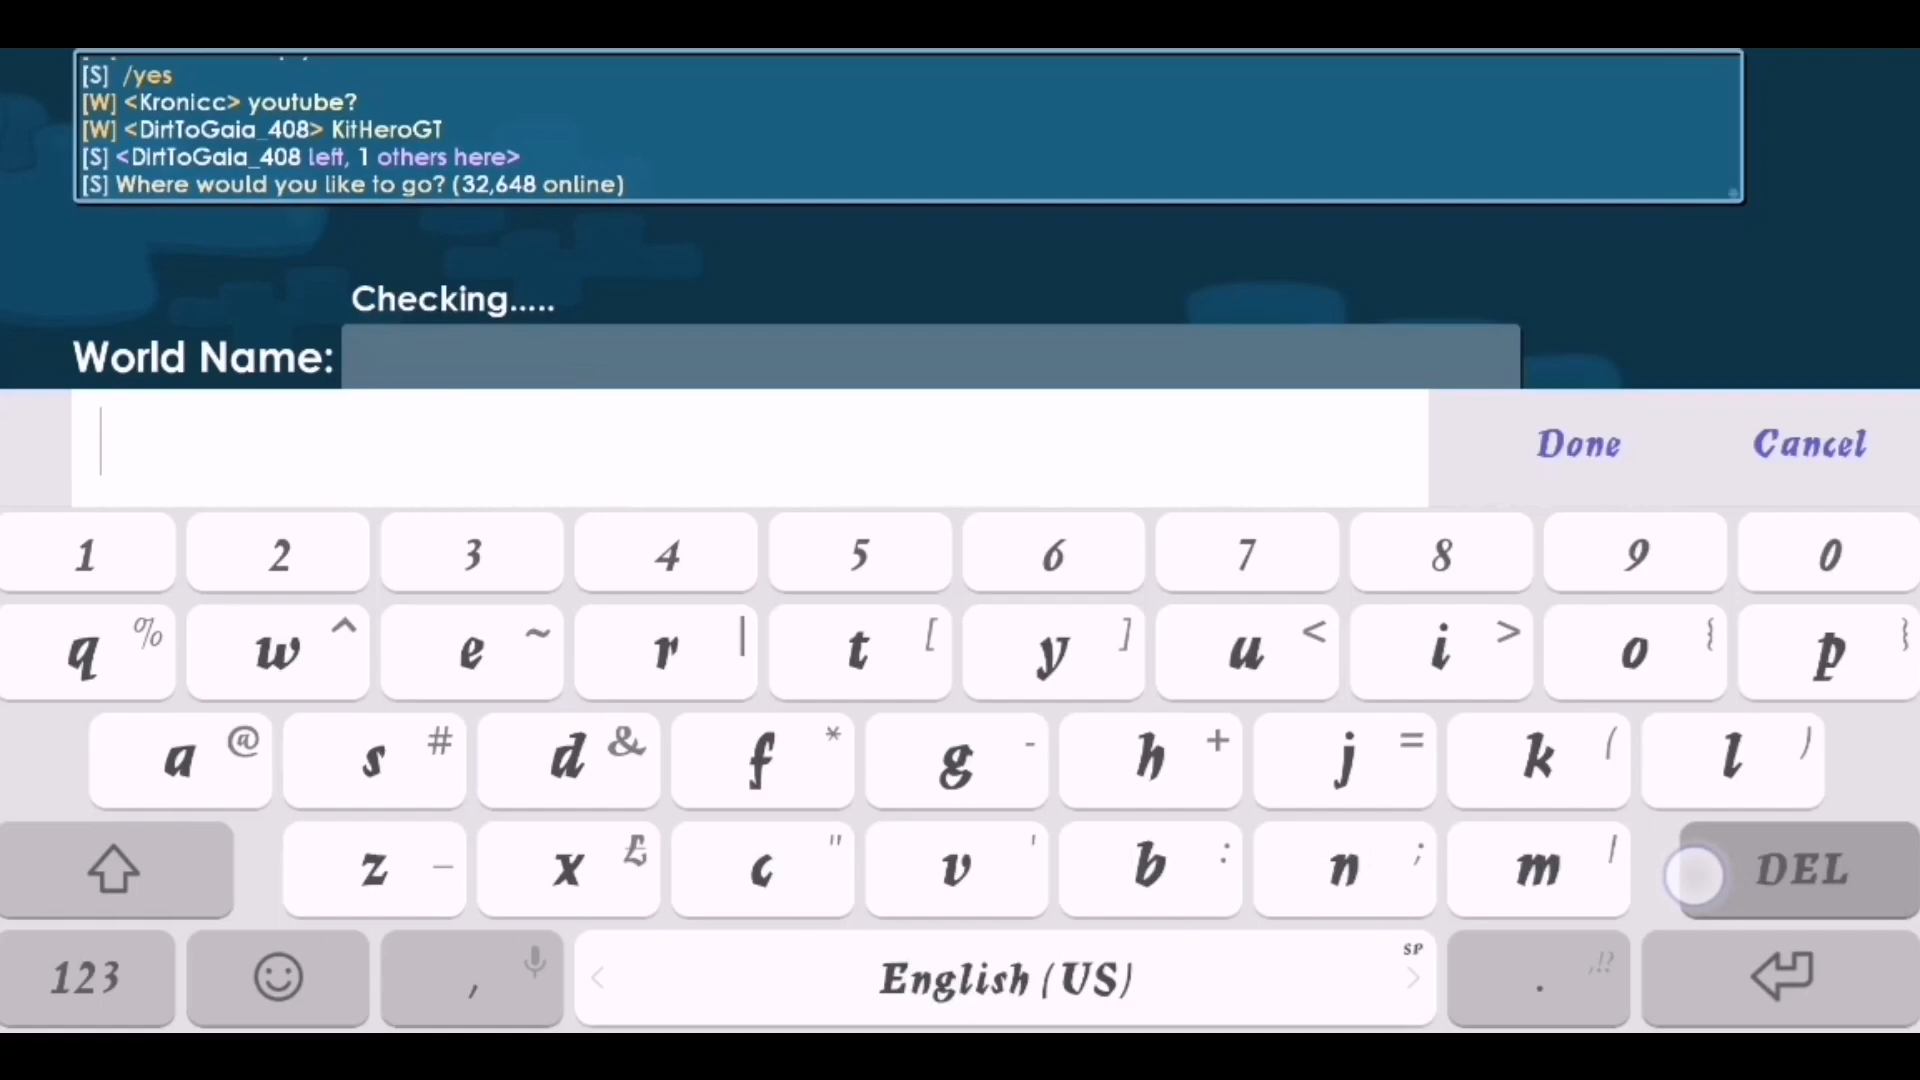 [S] /yes
[W] <Kronicc> youtube?
[W] <DirtToGaia_408> KitHeroGT
[S] <DirtToGaia_408 left, 1 others here>
[S] Where would you like to go? (32,648 online)
Checking.....
World Name:
Done Cancel
1 2 3 4 5 6 7 8 9 0
q % w ^ e ~ r | t [ y ] u < i > o { p }
a @ s # d & f * g - h + j = k ( l )
z _ x £ c " v ' b : n ; m / DEL
123 , < English (US) SP > . ,!?